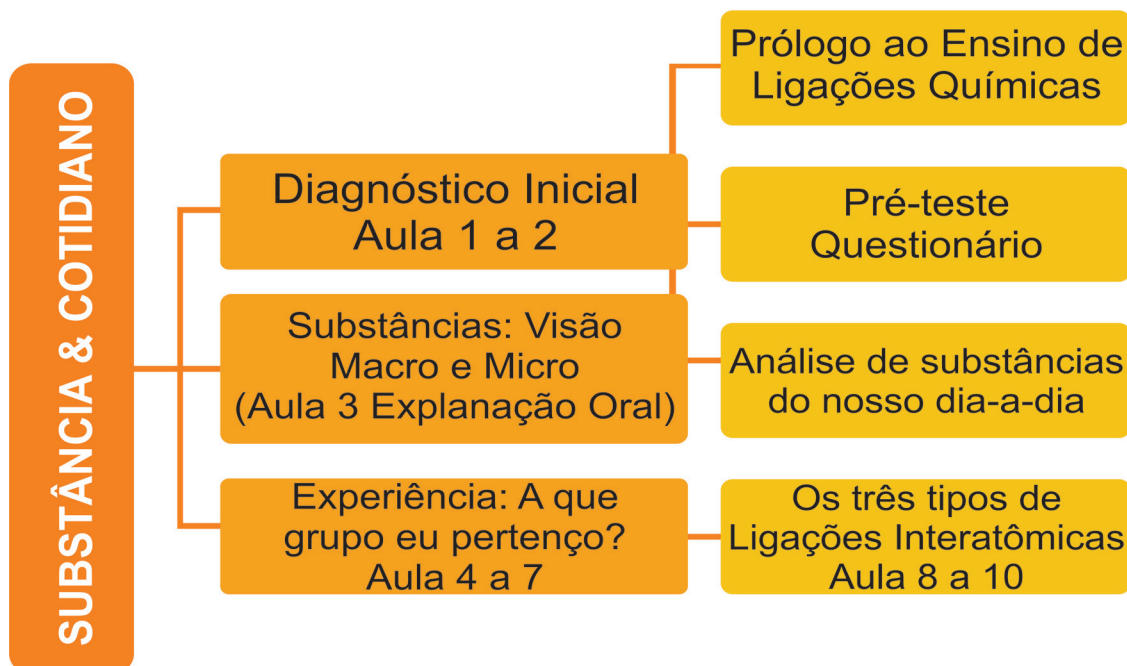 SUBSTÂNCIA & COTIDIANO
Diagnóstico Inicial
Aula 1 a 2
Substâncias: Visão
Macro e Micro
(Aula 3 Explanação Oral)
Experiência: A que
grupo eu pertenço?
Aula 4 a 7
Prólogo ao Ensino de
Ligações Químicas
Pré-teste
Questionário
Análise de substâncias
do nosso dia-a-dia
Os três tipos de
Ligações Interatômicas
Aula 8 a 10